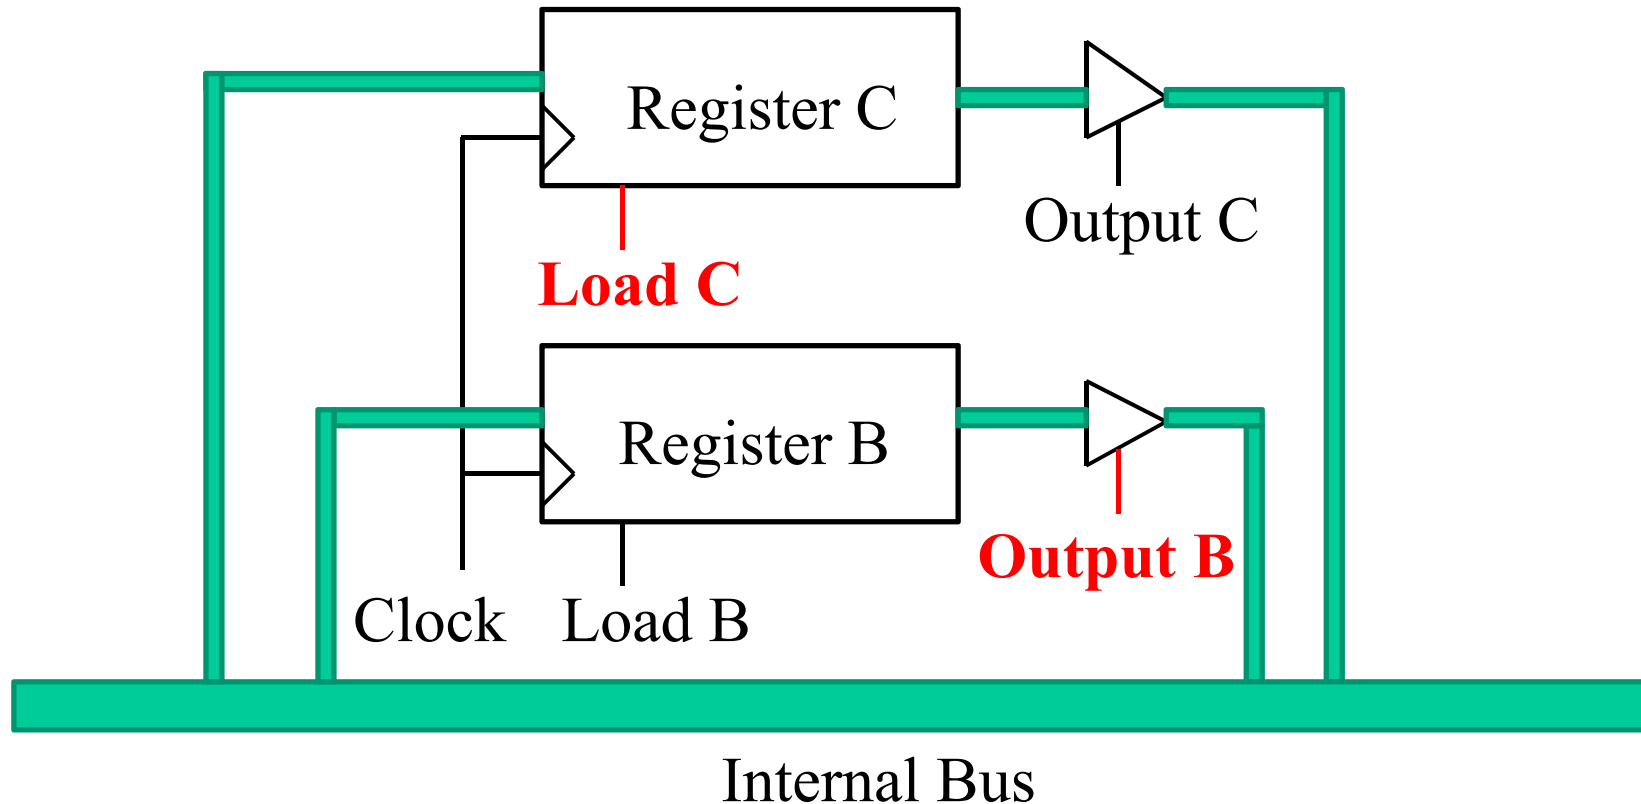 Register C
Output C
Load C
Register B
Output B
Clock
Load B
Internal Bus